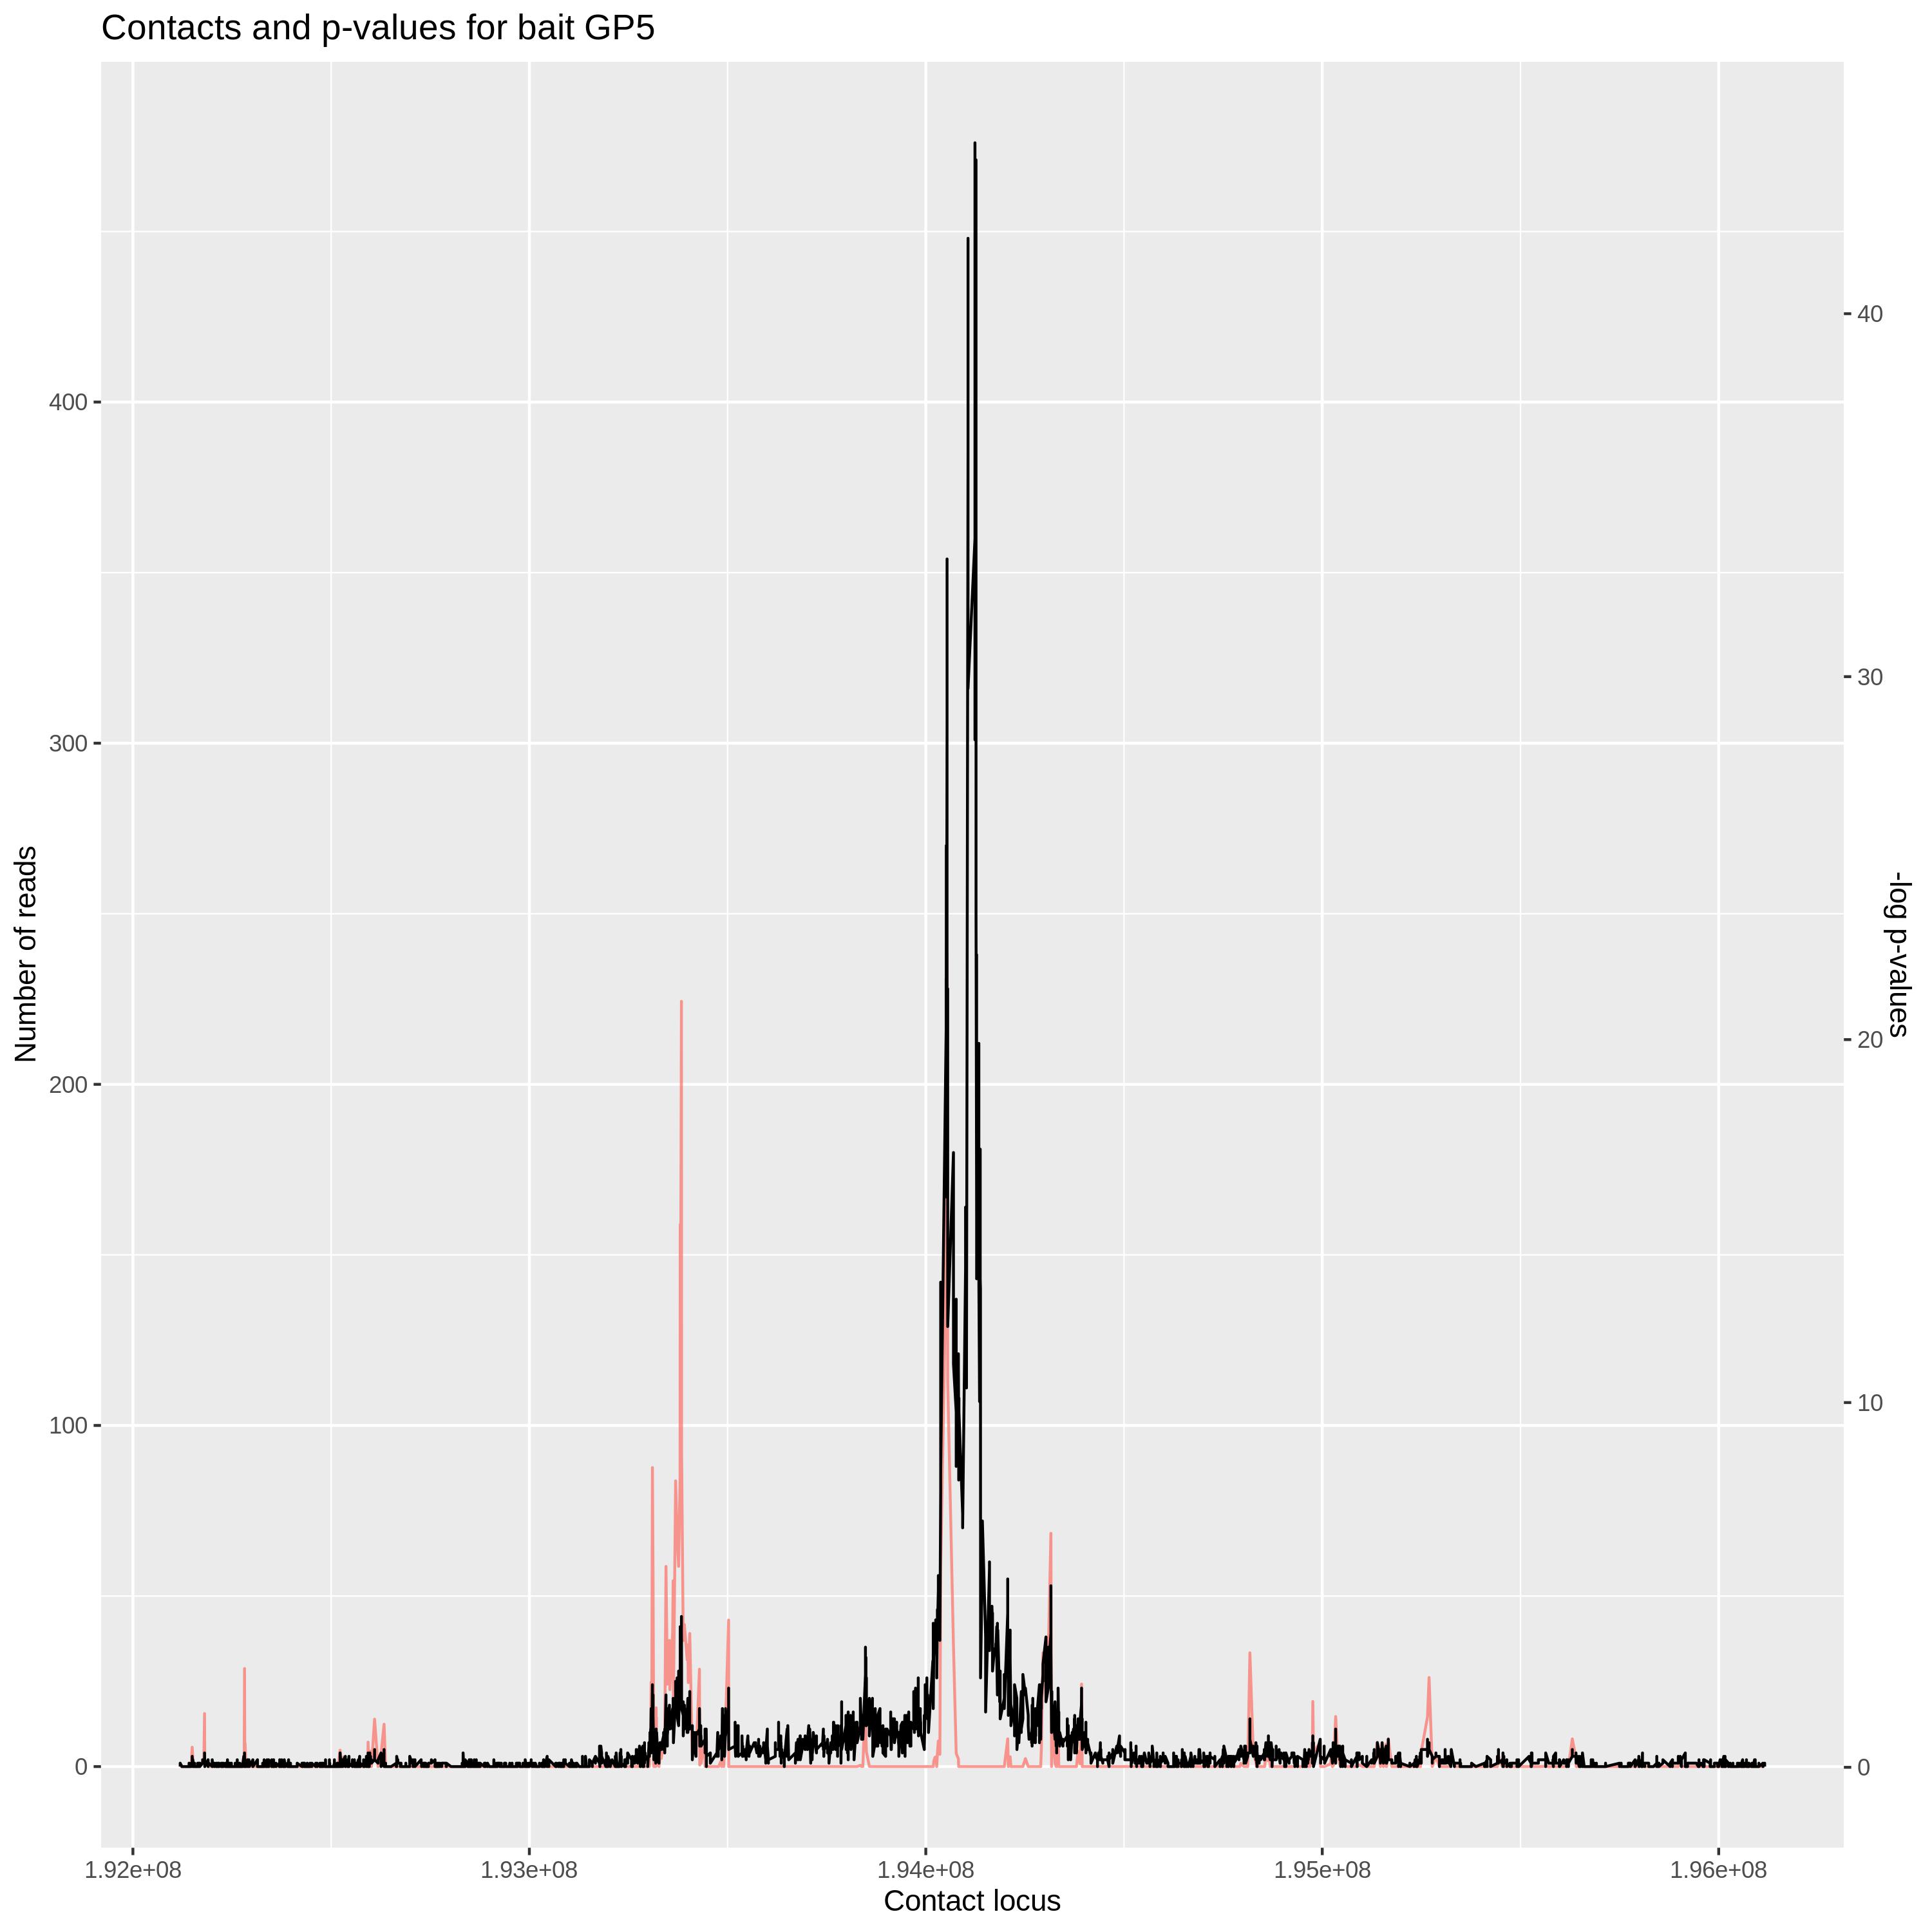 Contacts and p-values for bait GP5
Number of reads
400
300
200
100
0
40
30
20
10
0
-log p-values
1.92e+08 1.93e+08 1.94e+08 1.95e+08 1.96e+08
Contact locus